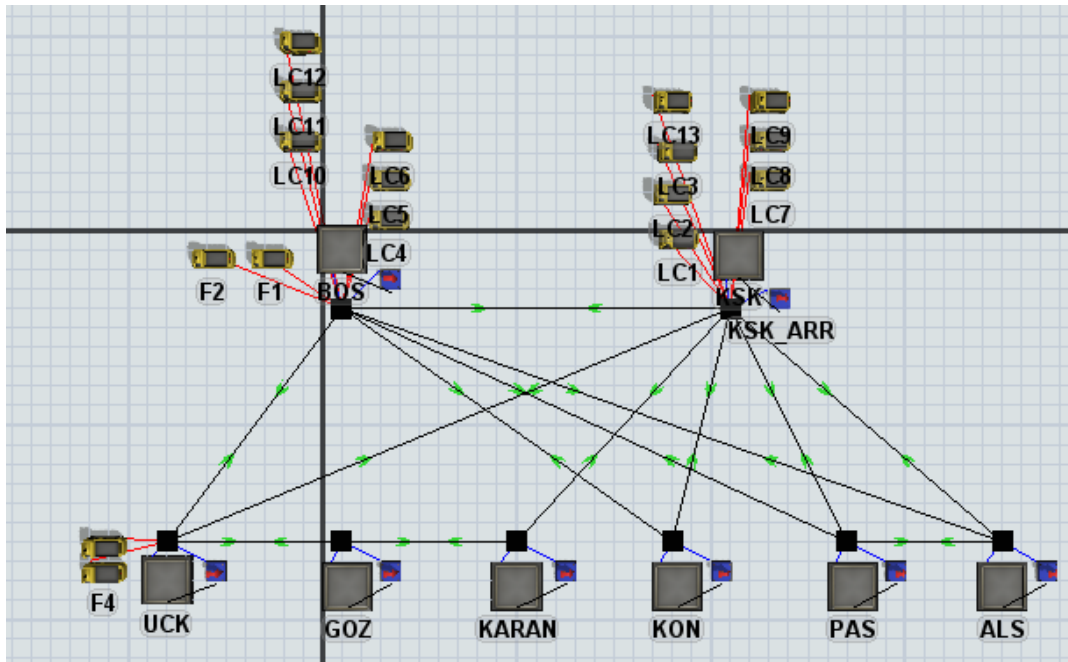 LC12
LC11
LC10
LC6
LC5
LC4
LC13
LC3
LC2
LC1
LC9
LC8
LC7
F2
F1
BOS
KSK
KSK_ARR
F4
UCK
GOZ
KARAN
KON
PAS
ALS